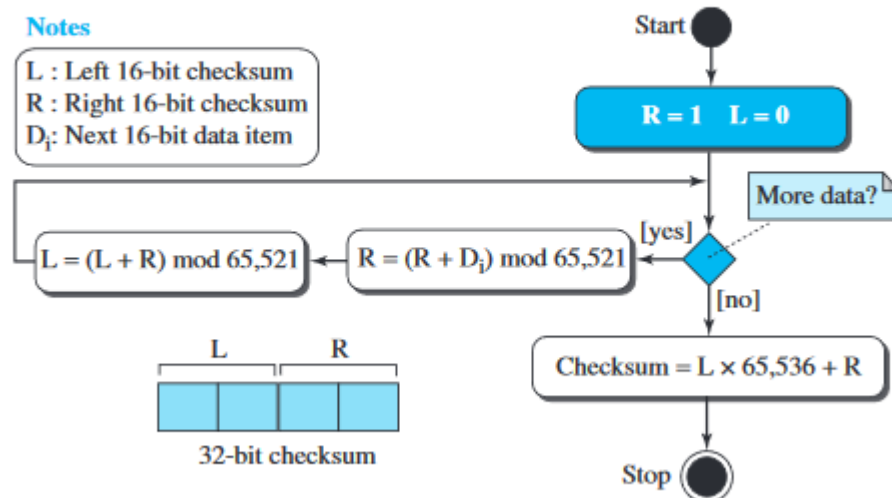 Notes
L : Left 16-bit checksum
R : Right 16-bit checksum
Di: Next 16-bit data item
Start
R = 1 L = 0
More data?
[yes]
L = (L + R) mod 65,521
R = (R + Di) mod 65,521
[no]
L R
Checksum = L × 65,536 + R
32-bit checksum
Stop